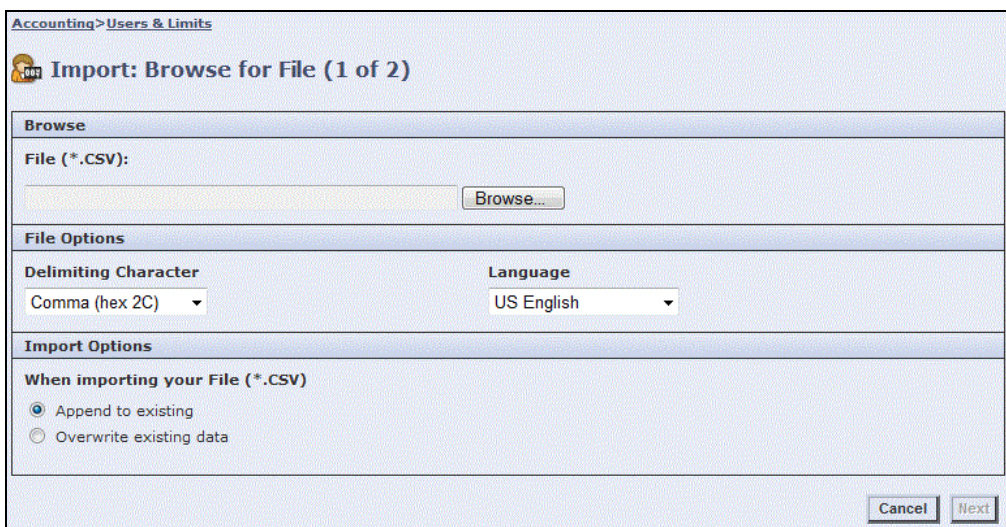 Accounting>Users & Limits
Import: Browse for File (1 of 2)
Browse
File (*.CSV):
Browse...
File Options
Delimiting Character
Language
Comma (hex 2C)
US English
Import Options
When importing your File (*.CSV)
Append to existing
Overwrite existing data
Cancel
Next